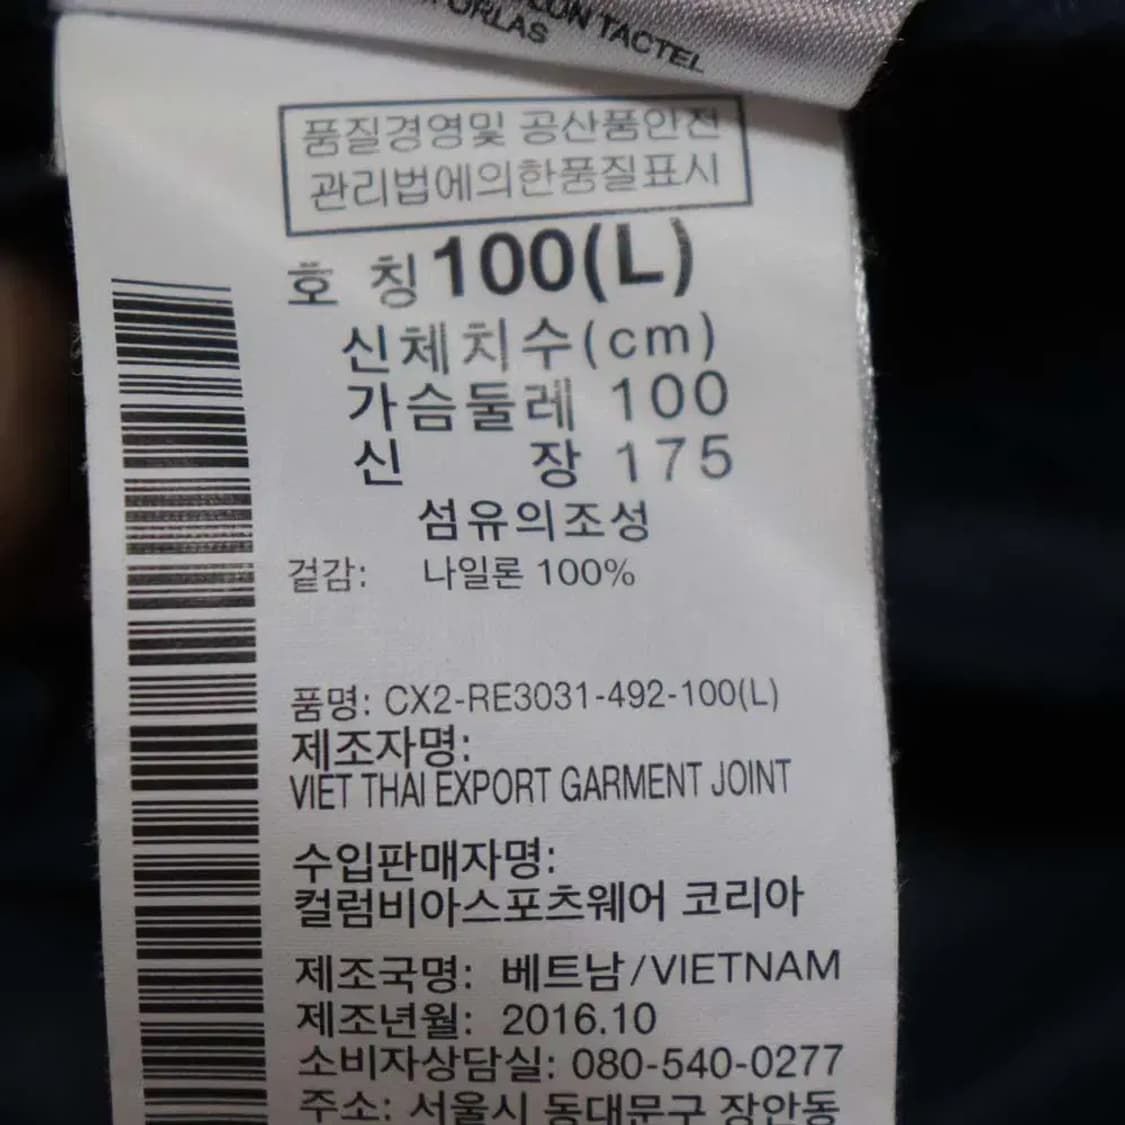 TACTEL
품질경영및 공산품안전
관리법에의한품질표시
호 칭 100(L)
신체치수(cm)
가슴둘레 100
신 장 175
섬유의조성
겉감: 나일론 100%
품명: CX2-RE3031-492-100(L)
제조자명:
VIET THAI EXPORT GARMENT JOINT
수입판매자명:
컬럼비아스포츠웨어 코리아
제조국명: 베트남/VIETNAM
제조년월: 2016.10
소비자상담실: 080-540-0277
주소: 서울시 동대문구 장안동